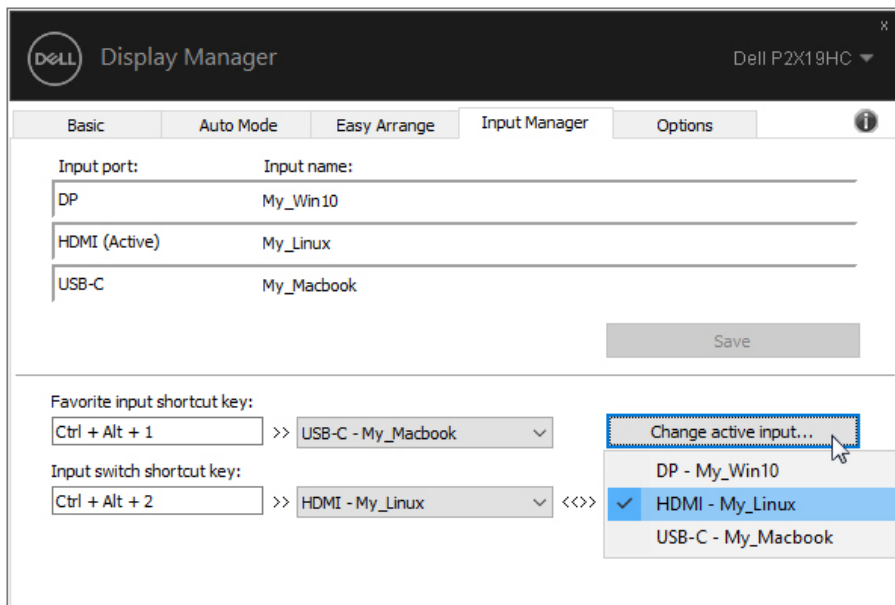 x
DELL Display Manager Dell P2X19HC
Basic Auto Mode Easy Arrange Input Manager Options i
Input port: Input name:
DP My_Win10
HDMI (Active) My_Linux
USB-C My_Macbook
Save
Favorite input shortcut key:
Ctrl + Alt + 1 >> USB-C - My_Macbook Change active input...
Input switch shortcut key:
Ctrl + Alt + 2 >> HDMI - My_Linux <<>>
DP - My_Win10
HDMI - My_Linux
USB-C - My_Macbook